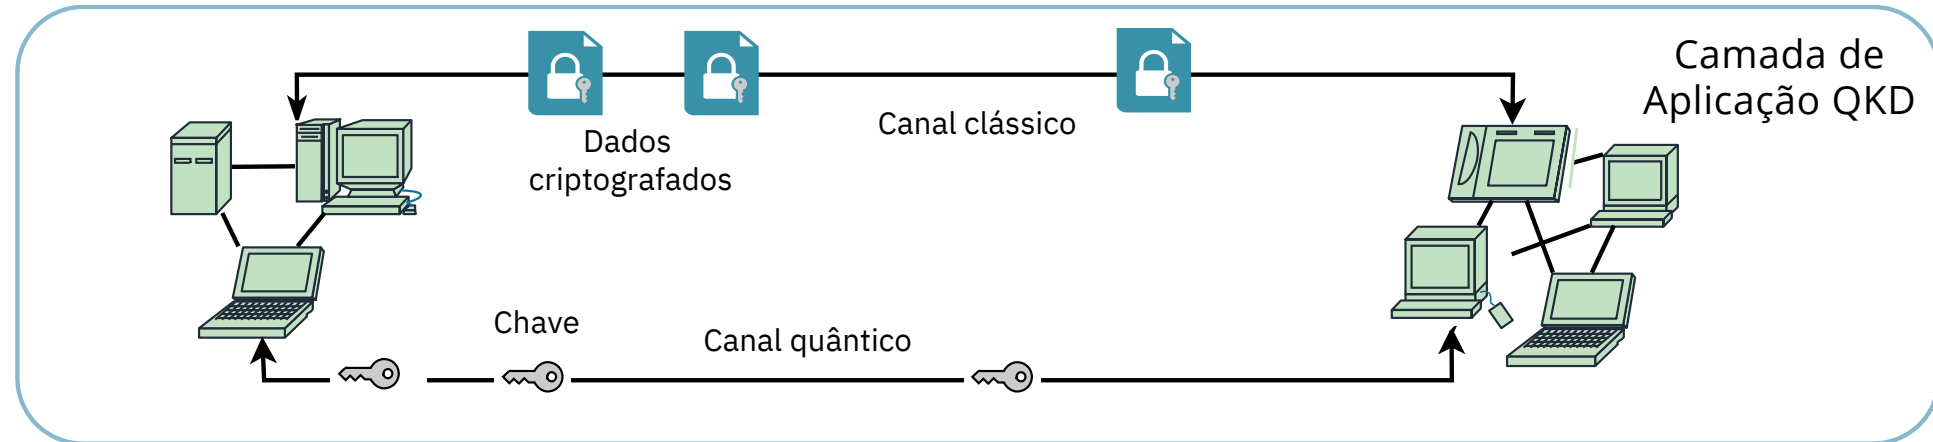 Camada de
Aplicação QKD
Dados
criptografados
Canal clássico
Chave
Canal quântico